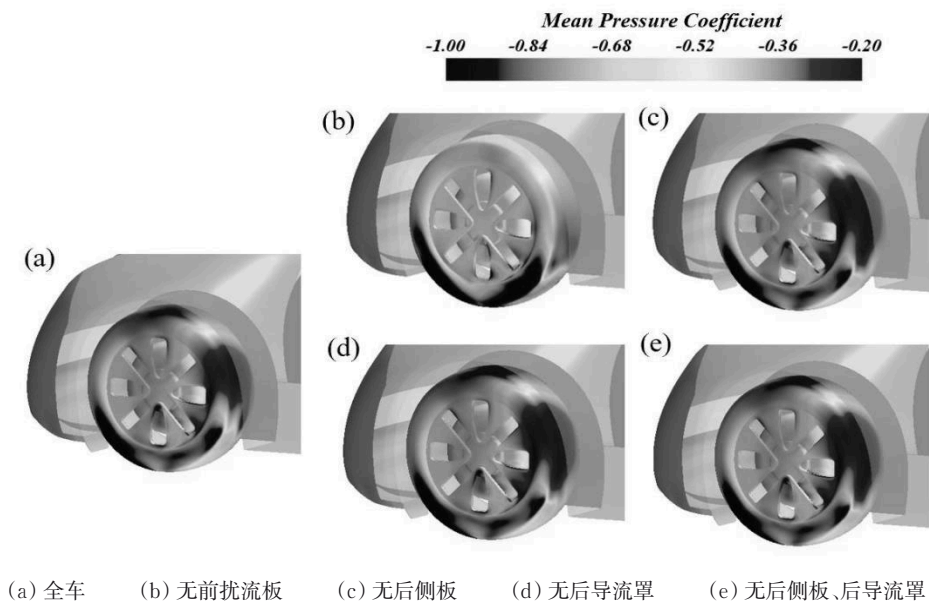 Mean Pressure Coefficient
-1.00 -0.84 -0.68 -0.52 -0.36 -0.20
(b) (c)
(a)
(d) (e)
(a) 全车 (b) 无前扰流板 (c) 无后侧板 (d) 无后导流罩 (e) 无后侧板、后导流罩